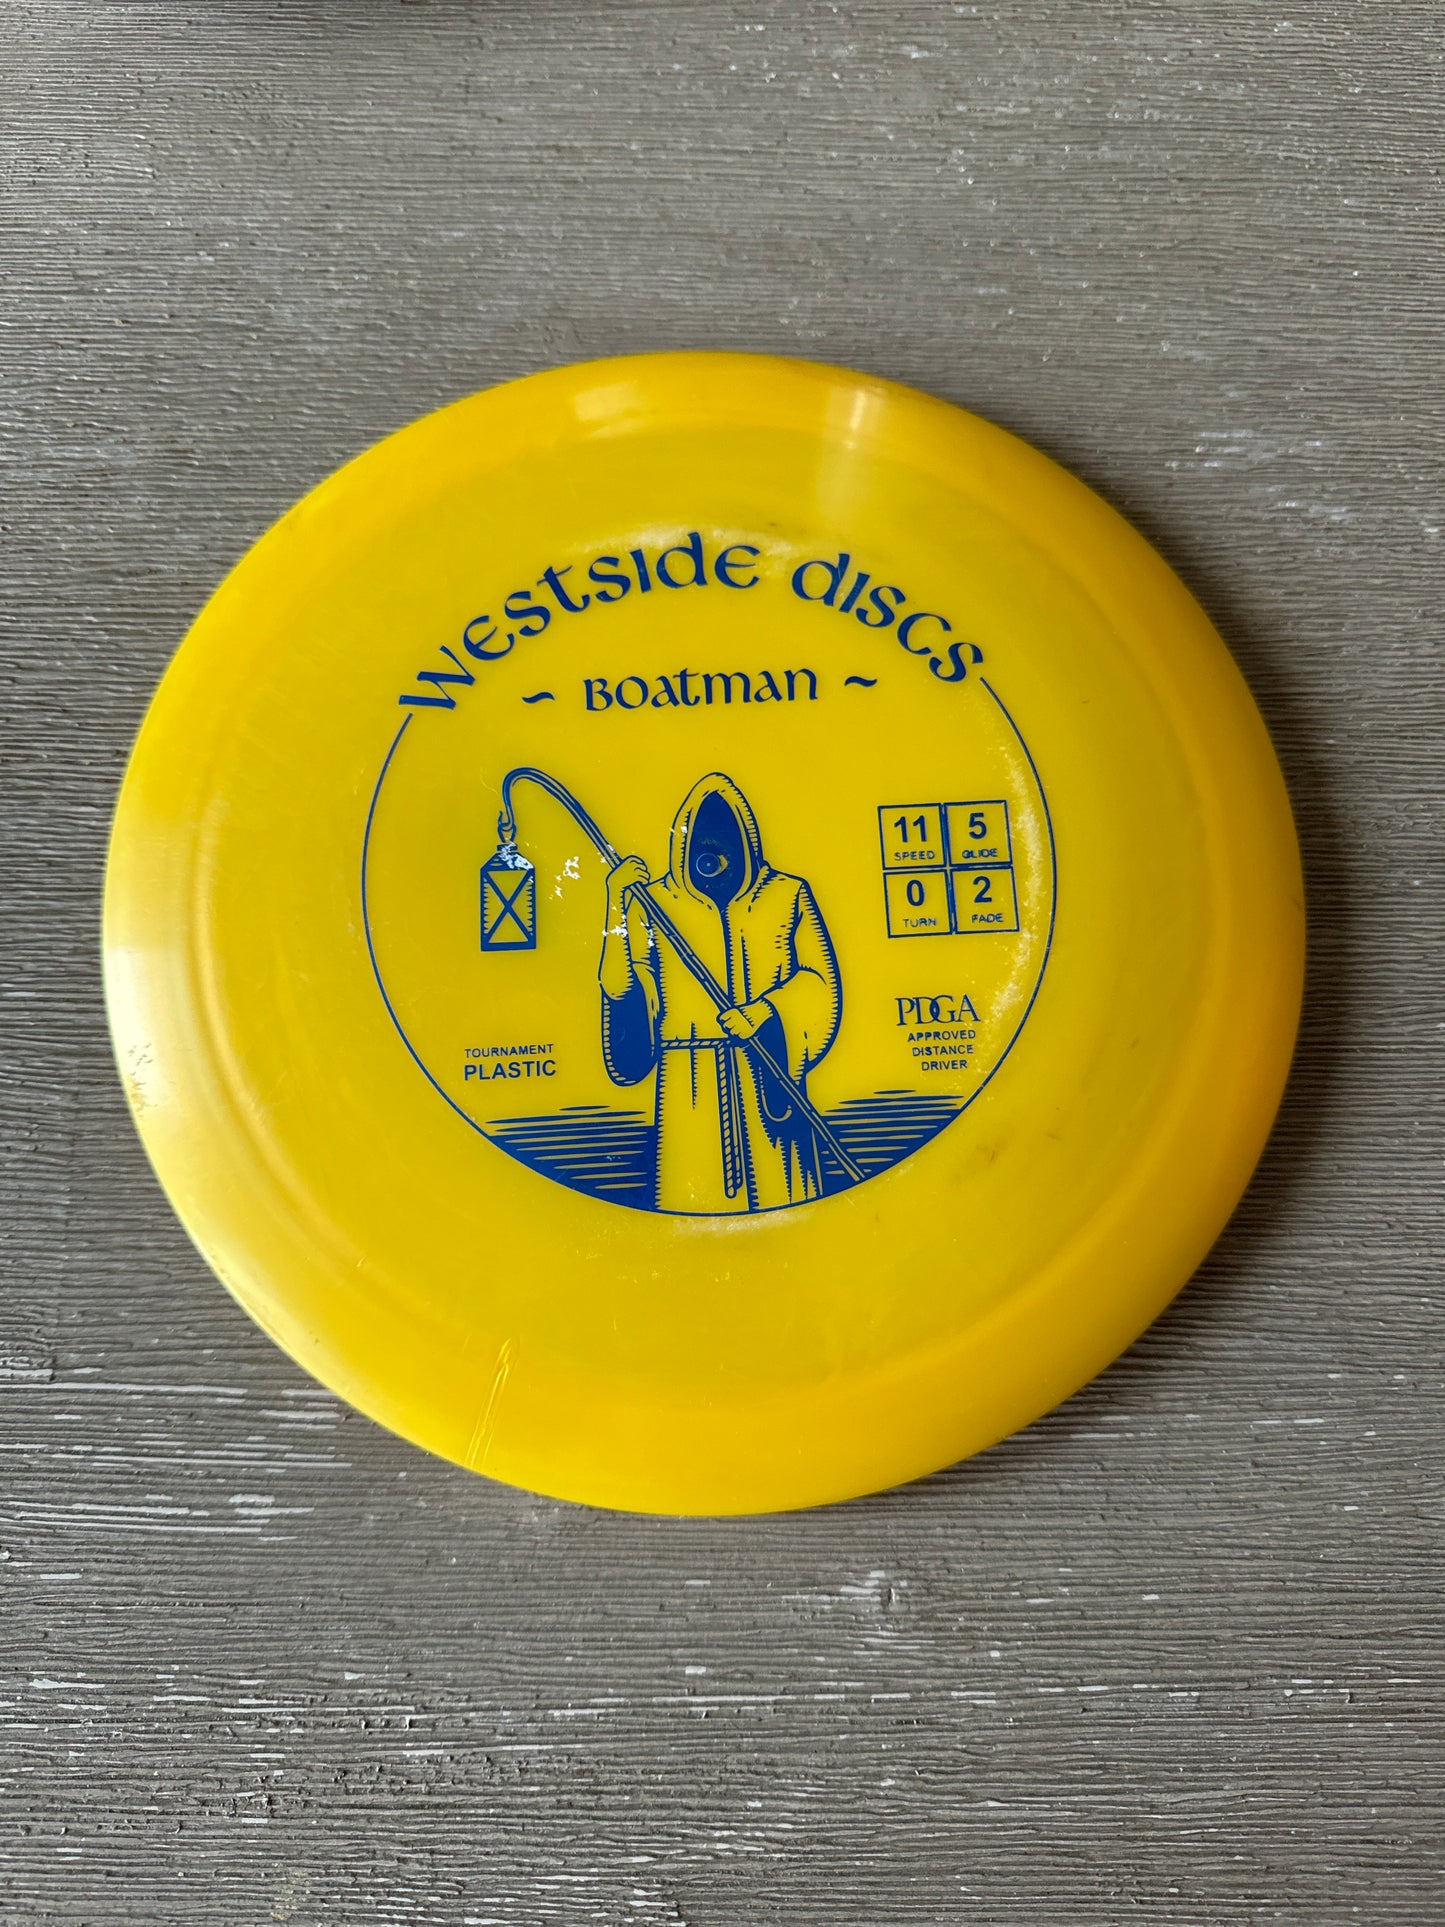 Westside discs
~ Boatman ~
11 5
SPEED GLIDE
0 2
TURN FADE
PDGA
APPROVED
DISTANCE
DRIVER
TOURNAMENT
PLASTIC